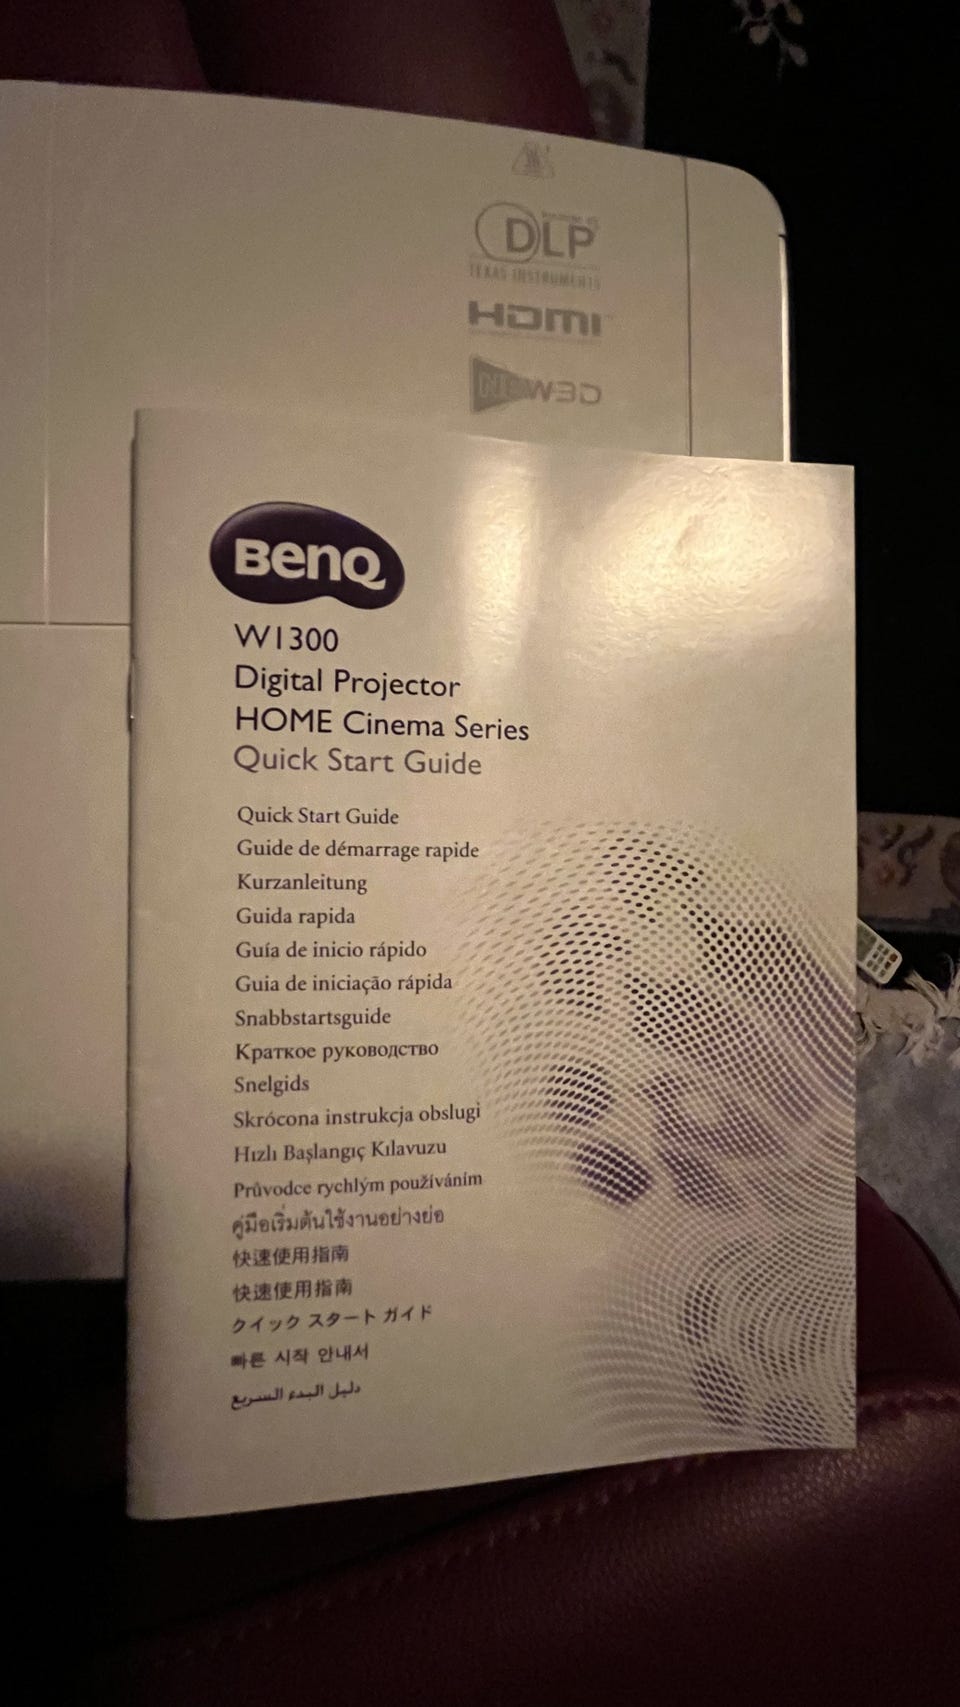 DLP
TEXAS INSTRUMENTS
HDMI
BenQ
W1300
Digital Projector
HOME Cinema Series
Quick Start Guide
Quick Start Guide
Guide de démarrage rapide
Kurzanleitung
Guida rapida
Guía de inicio rápido
Guia de iniciação rápida
Snabbstartsguide
Краткое руководство
Snelgids
Skrócona instrukcja obslugi
Hızlı Başlangıç Kılavuzu
Průvodce rychlým používáním
คู่มือเริ่มต้นใช้งานอย่างย่อ
快速使用指南
快速使用指南
クイック スタート ガイド
빠른 시작 안내서
دليل البدء السريع